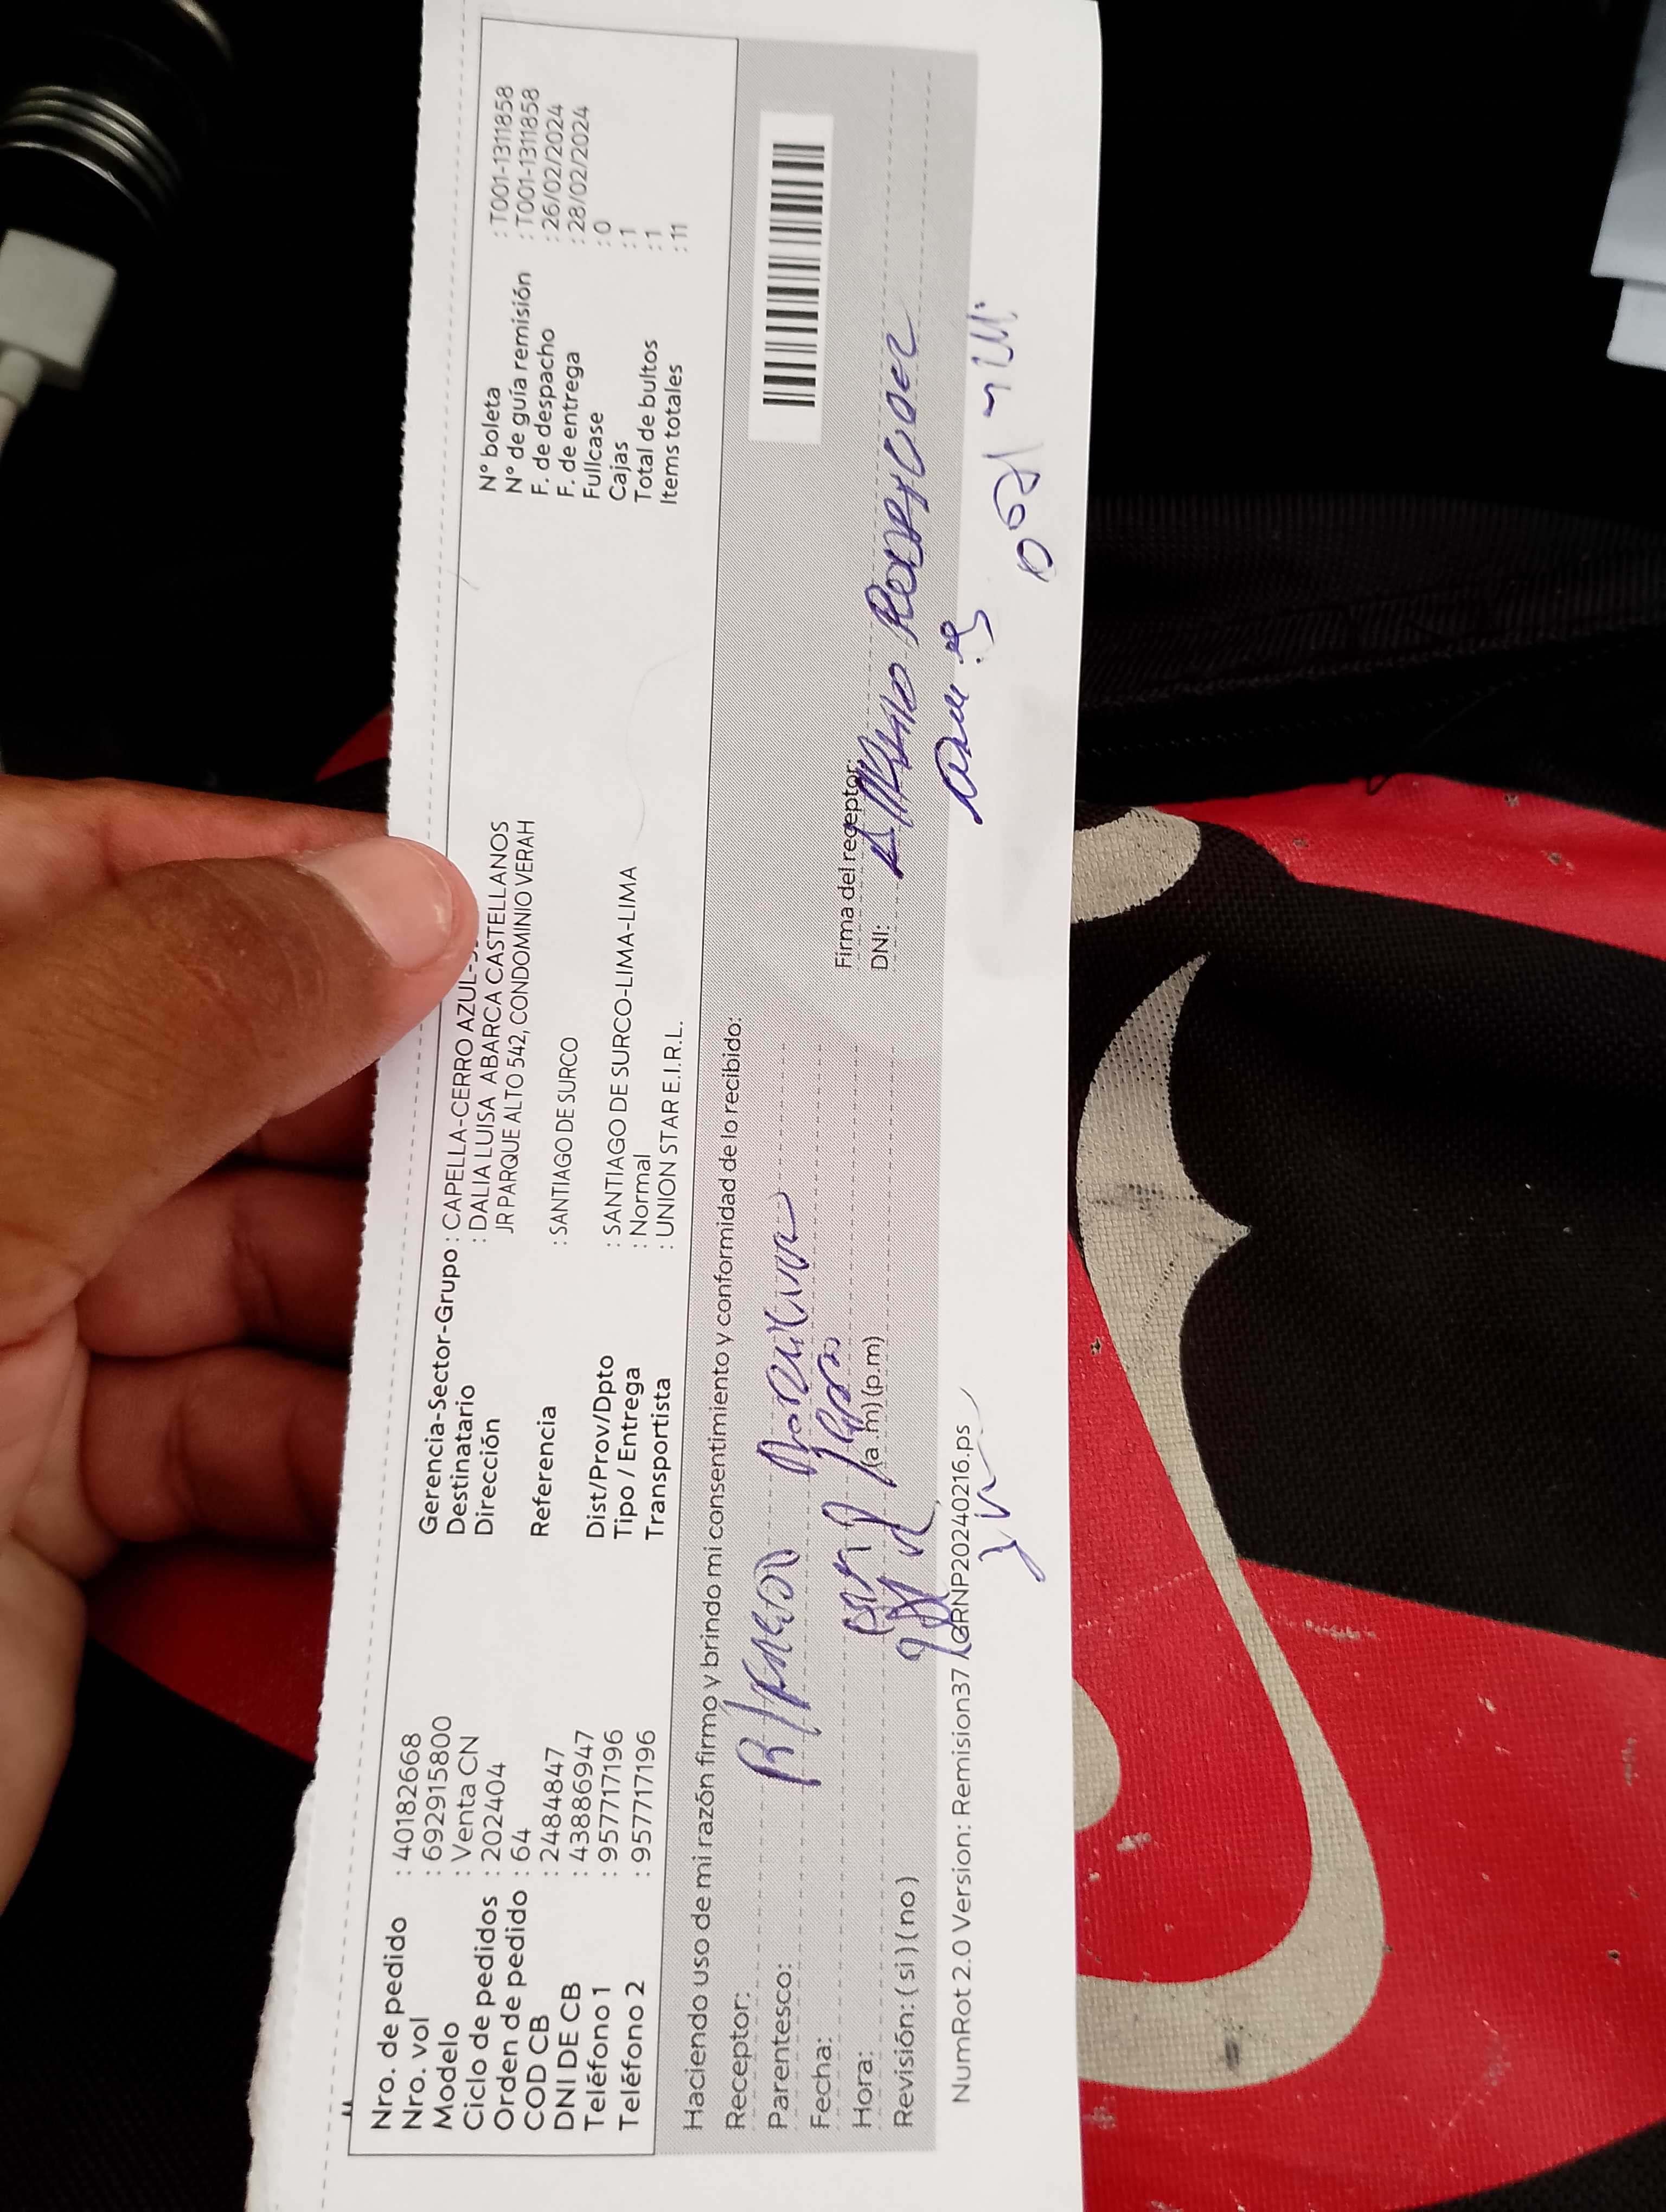 Nro. de pedido : 40182668
Nro. vol : 6929158​00
Modelo : Venta CN
Ciclo de pedidos : 202404
Orden de pedido : 64
COD CB : 2484847
DNI DE CB : 43886947
Teléfono 1 : 957717196
Teléfono 2 : 957717196
Gerencia-Sector-Grupo : CAPELLA-CERRO AZUL-
Destinatario : DALIA LUISA ABARCA CASTELLANOS
Dirección JR PARQUE ALTO 542, CONDOMINIO VERAH
Referencia : SANTIAGO DE SURCO
Dist/Prov/Dpto : SANTIAGO DE SURCO-LIMA-LIMA
Tipo / Entrega : Normal
Transportista : UNION STAR E.I.R.L.
N° boleta : T001-1311858
N° de guía remisión : T001-1311858
F. de despacho : 26/02/2024
F. de entrega : 28/02/2024
Fullcase : 0
Cajas : 1
Total de bultos : 1
Items totales : 11
Haciendo uso de mi razón firmo y brindo mi consentimiento y conformidad de lo recibido:
Receptor:
Parentesco:
Fecha:
Hora: (a.m) (p.m)
Revisión: (si) (no)
Firma del receptor:
DNI:
NumRot 2.0 Version: Remision37 GRNP20240216.ps